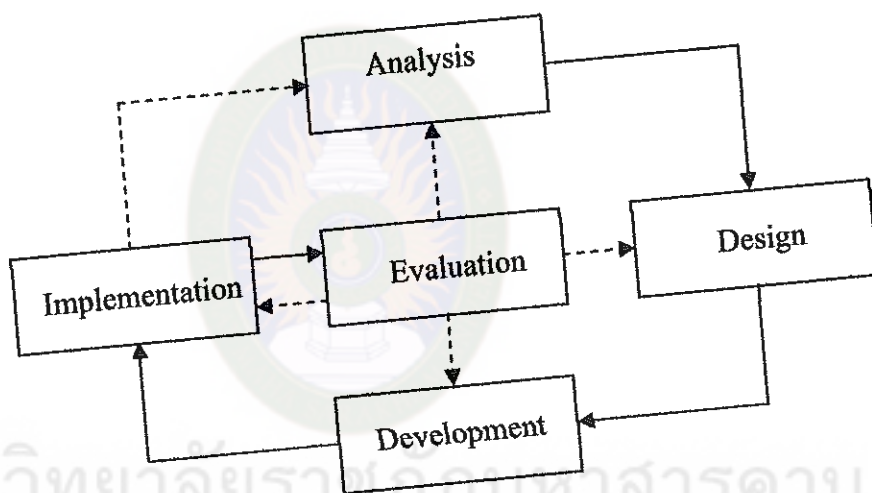 Analysis
Implementation
Evaluation
Design
Development